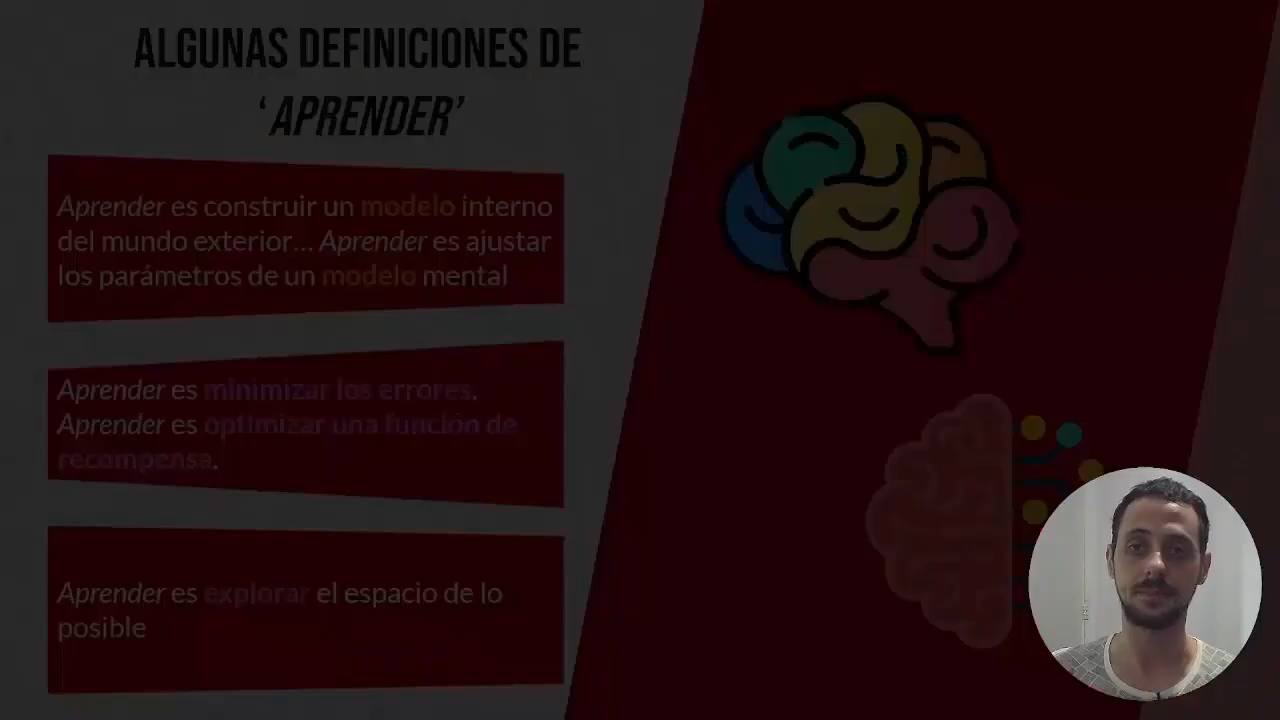 ALGUNAS DEFINICIONES DE
‘APRENDER’
Aprender es construir un modelo interno
del mundo exterior... Aprender es ajustar
los parámetros de un modelo mental
Aprender es minimizar los errores.
Aprender es optimizar una función de
recompensa.
Aprender es explorar el espacio de lo
posible